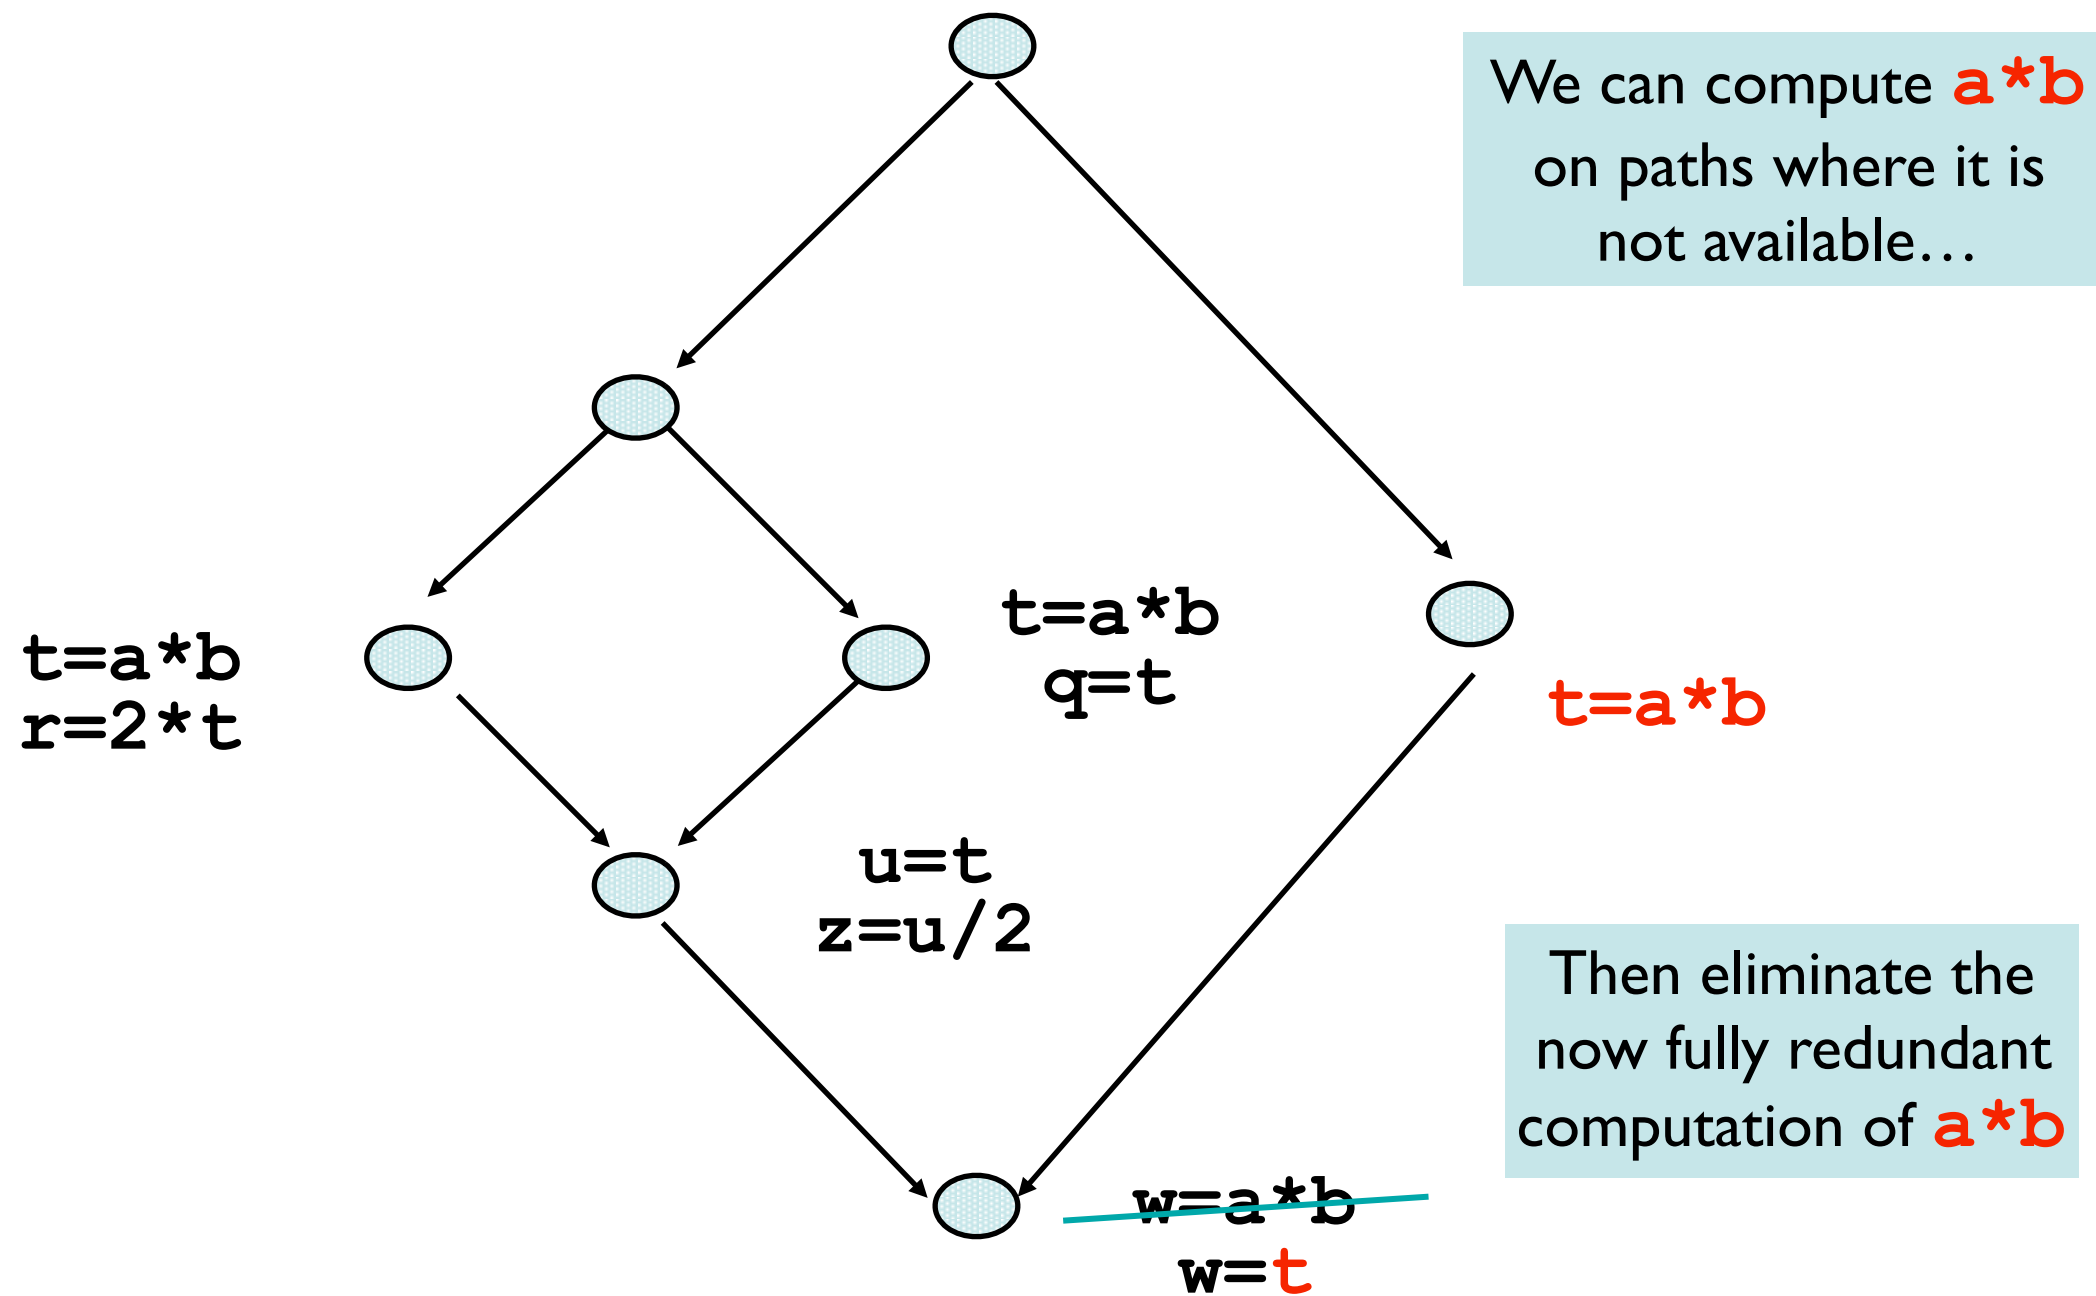 We can compute a*b
on paths where it is
not available…
t=a*b
q=t
t=a*b
r=2*t
t=a*b
u=t
z=u/2
Then eliminate the
now fully redundant
computation of a*b
w=a*b
w=t